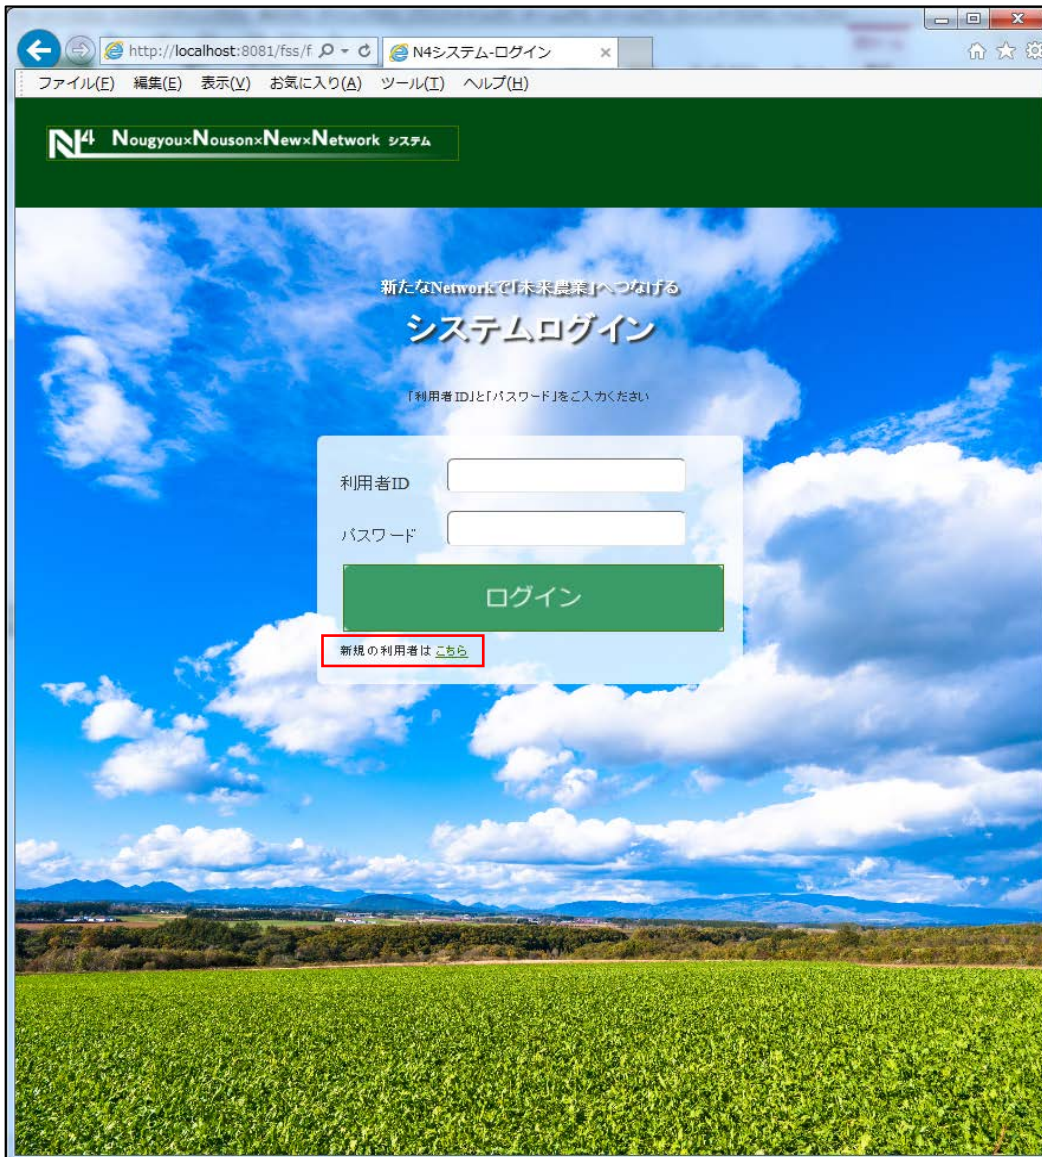 http://localhost:8081/fss/f
N4システム-ログイン
ファイル(F) 編集(E) 表示(V) お気に入り(A) ツール(T) ヘルプ(H)
N4 Nougyou×Nouson×New×Network システム
新たなNetworkで「未来農業」へつなげる
システムログイン
「利用者ID」と「パスワード」をご入力ください
利用者ID
パスワード
ログイン
新規の利用者は こちら